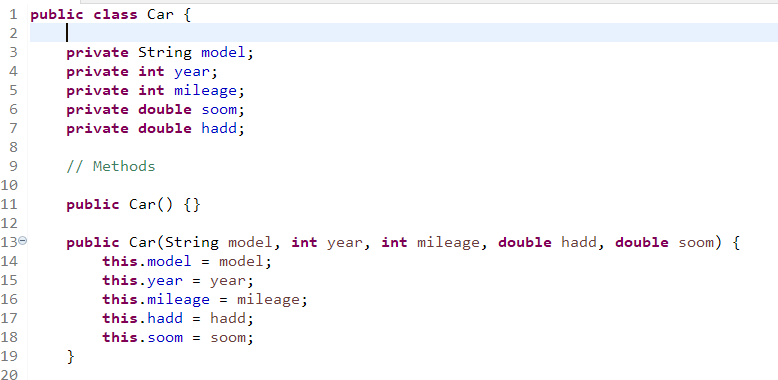 1 public class Car {
2
3     private String model;
4     private int year;
5     private int mileage;
6     private double soom;
7     private double hadd;
8
9     // Methods
10
11     public Car() {}
12
13     public Car(String model, int year, int mileage, double hadd, double soom) {
14         this.model = model;
15         this.year = year;
16         this.mileage = mileage;
17         this.hadd = hadd;
18         this.soom = soom;
19     }
20